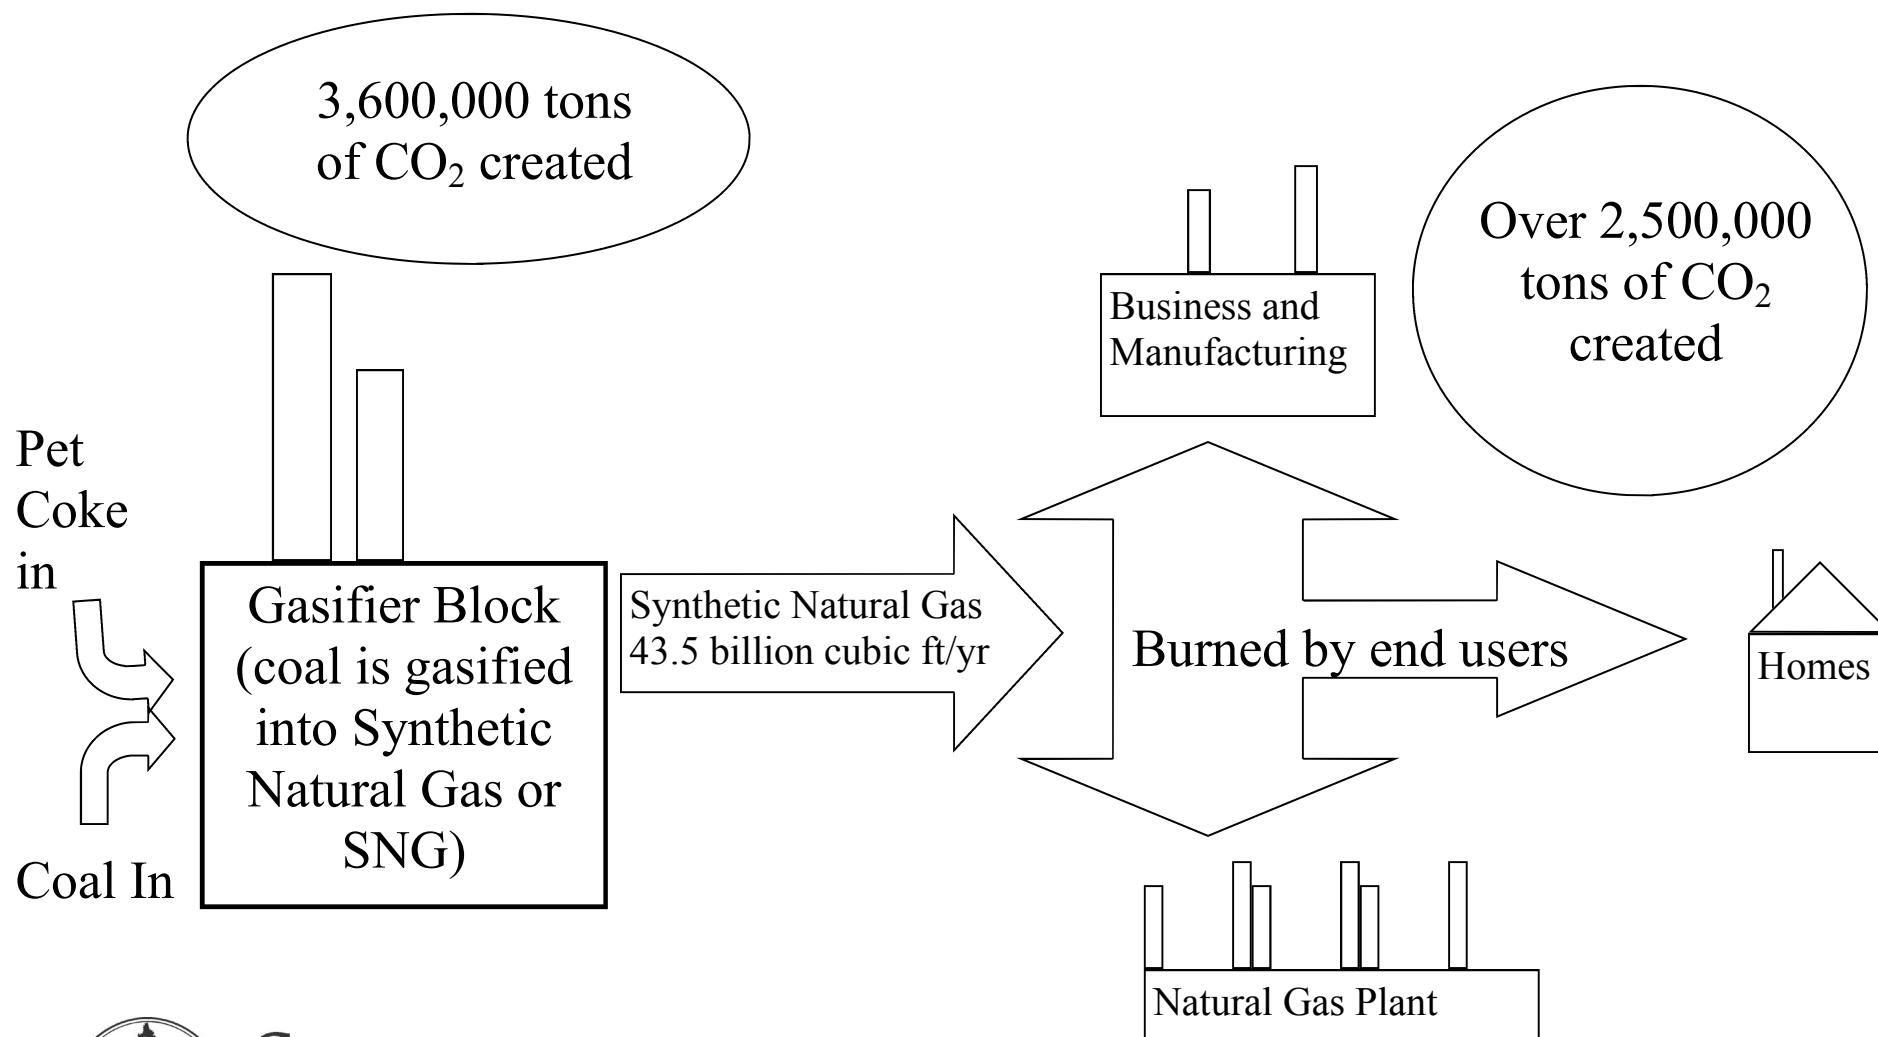 3,600,000 tons
of CO₂ created
Over 2,500,000
tons of CO₂
created
Business and
Manufacturing
Pet
Coke
in
Gasifier Block
(coal is gasified
into Synthetic
Natural Gas or
SNG)
Synthetic Natural Gas
43.5 billion cubic ft/yr
Burned by end users
Homes
Coal In
Natural Gas Plant